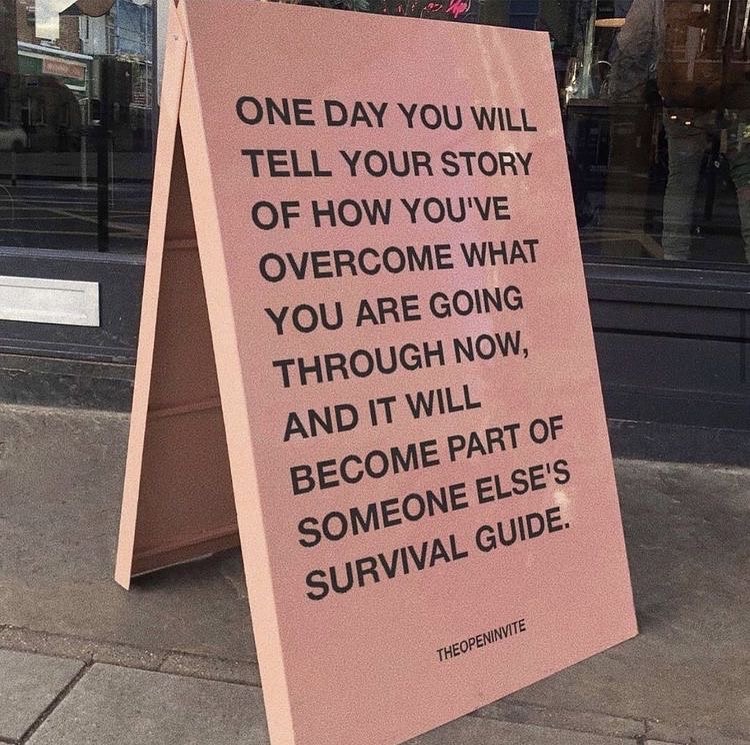 ONE DAY YOU WILL
TELL YOUR STORY
OF HOW YOU'VE
OVERCOME WHAT
YOU ARE GOING
THROUGH NOW,
AND IT WILL
BECOME PART OF
SOMEONE ELSE'S
SURVIVAL GUIDE.
THEOPENINVITE